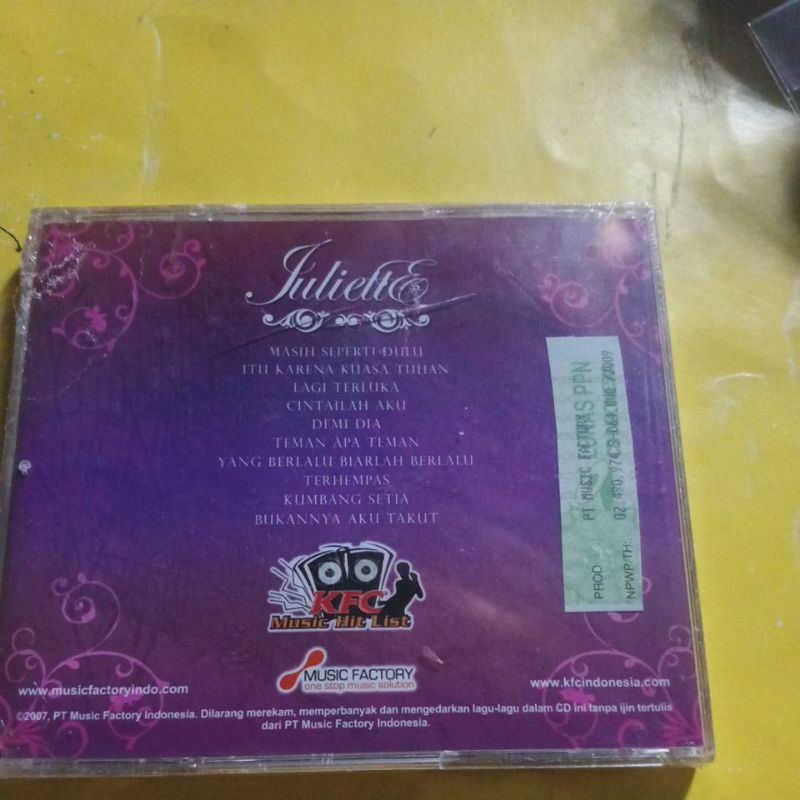 Juliette
MASIH SEPERTI DULU
ITU KARENA KUASA TUHAN
LAGI TERLUKA
CINTAILAH AKU
DEMI DIA
TEMAN APA TEMAN
YANG BERLALU BIARLAH BERLALU
TERHEMPAS
KUMBANG SETIA
BUKANNYA AKU TAKUT
KFC
Music Hit List
MUSIC FACTORY
one stop music solution
www.musicfactoryindo.com
www.kfcindonesia.com
©2007, PT Music Factory Indonesia. Dilarang merekam, memperbanyak dan mengedarkan lagu-lagu dalam CD ini tanpa ijin tertulis
dari PT Music Factory Indonesia.
LUNAS PPN
PROD PT MUSIC FACTORY
NPWP/TH: 02.490.97